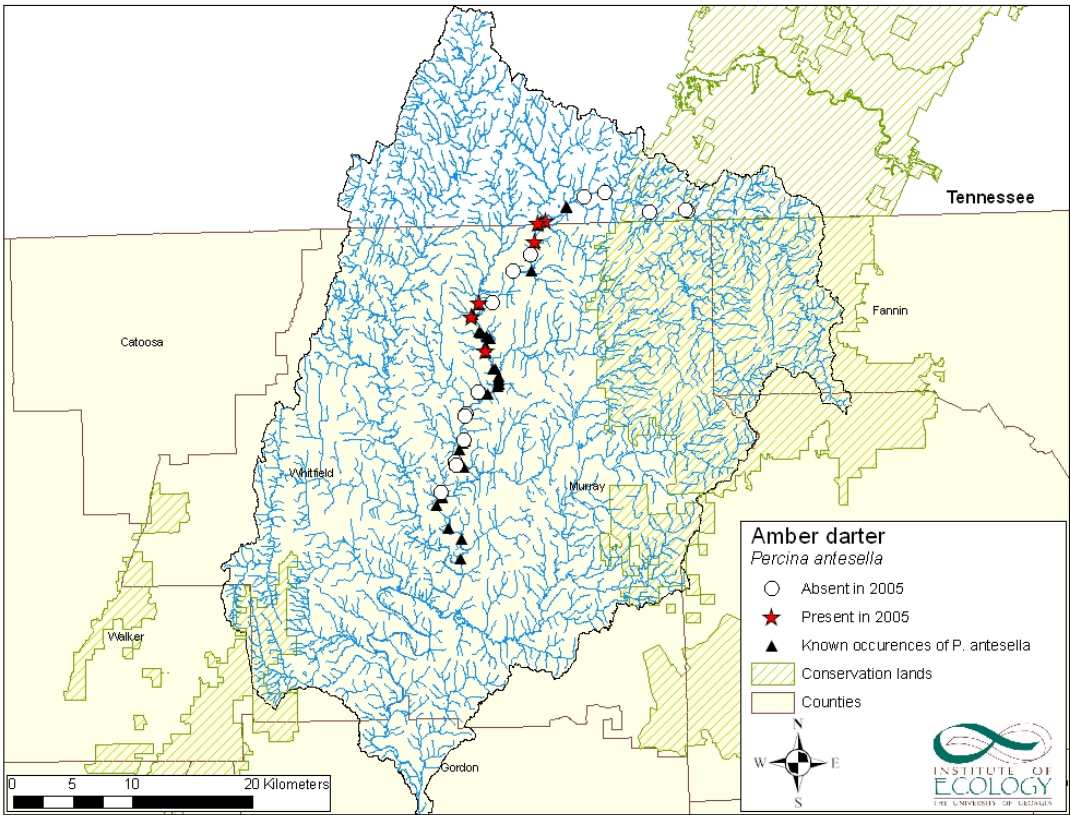 Tennessee
Fannin
Catoosa
Whitfield
Murray
Walker
Gordon
Amber darter
Percina antesella
Absent in 2005
Present in 2005
Known occurences of P. antesella
Conservation lands
Counties
N
W E
S
INSTITUTE OF
ECOLOGY
THE UNIVERSITY OF GEORGIA
0 5 10 20 Kilometers